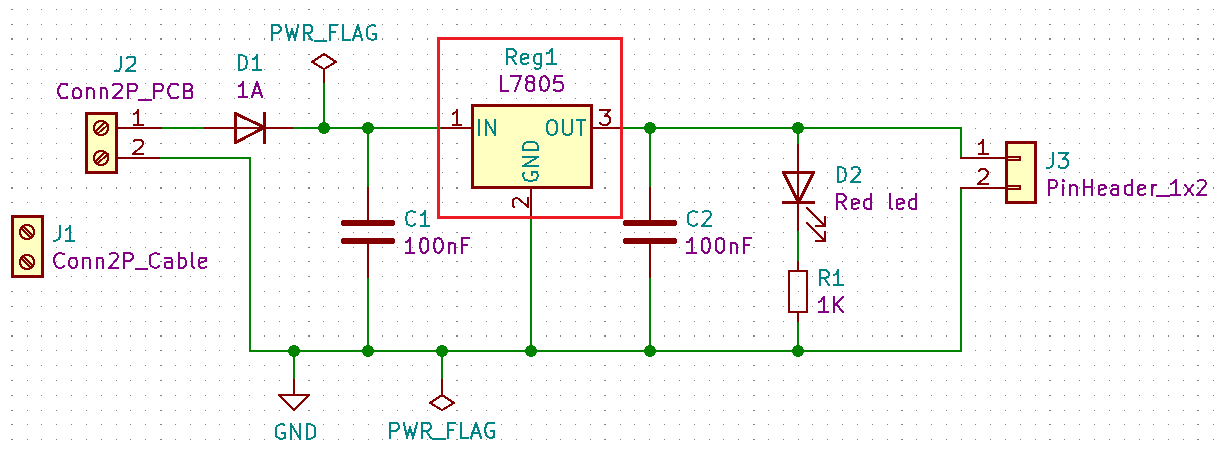 PWR_FLAG
J2
Conn2P_PCB
1
2
D1
1A
Reg1
L7805
1
IN
OUT
3
GND
2
J1
Conn2P_Cable
C1
100nF
C2
100nF
D2
Red led
R1
1K
1
2
J3
PinHeader_1x2
GND
PWR_FLAG